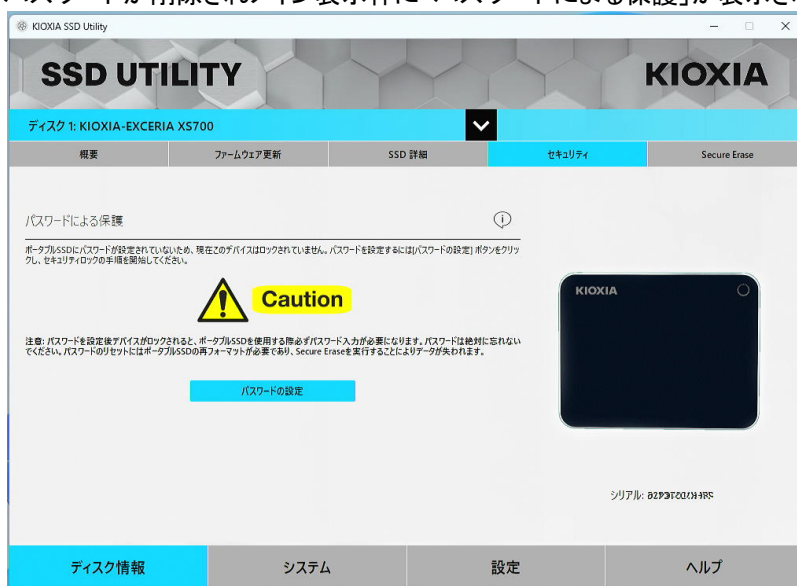 パスワードが削除されメイン表示枠に「パスワードによる保護」が表示され
KIOXIA SSD Utility
SSD UTILITY
KIOXIA
ディスク 1: KIOXIA-EXCERIA XS700
概要
ファームウェア更新
SSD 詳細
セキュリティ
Secure Erase
パスワードによる保護
ポータブルSSDにパスワードが設定されていないため、現在このデバイスはロックされていません。パスワードを設定するには[パスワードの設定] ボタンをクリッ
クし、セキュリティロックの手順を開始してください。
Caution
注意: パスワードを設定後デバイスがロックされると、ポータブルSSDを使用する際必ずパスワード入力が必要になります。パスワードは絶対に忘れない
でください。パスワードのリセットにはポータブルSSDの再フォーマットが必要であり、Secure Eraseを実行することによりデータが失われます。
パスワードの設定
KIOXIA
シリアル:
ディスク情報
システム
設定
ヘルプ